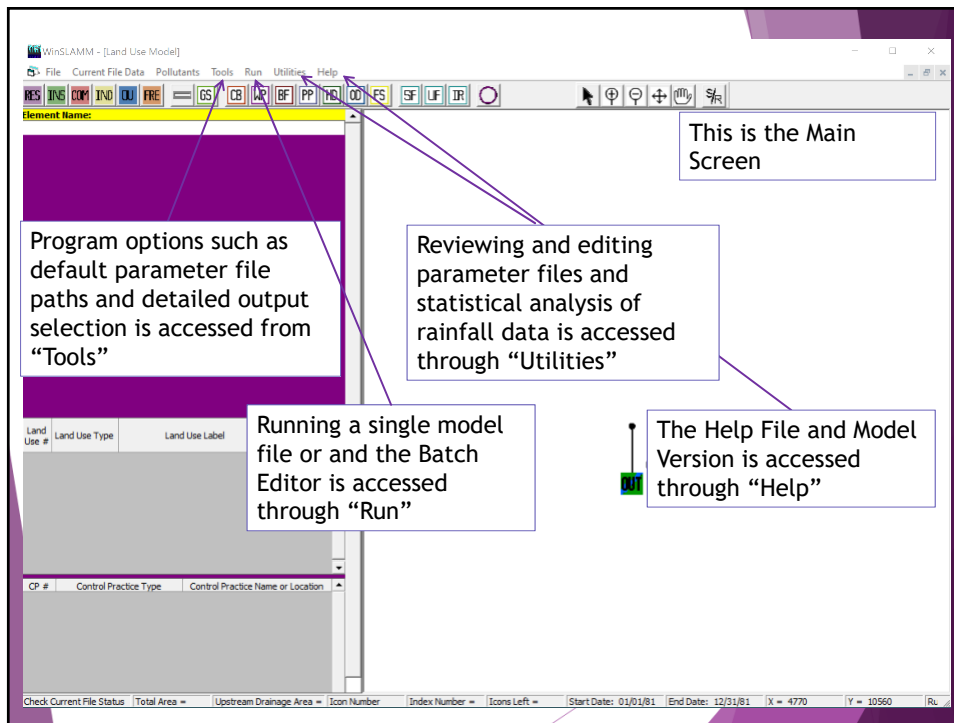 WinSLAMM - [Land Use Model]
File Current File Data Pollutants Tools Run Utilities Help
RES INS COM IND OU FRE GS CB WP BF PP HD OD FS SF UF IR S/R
Element Name:
This is the Main
Screen
Program options such as
default parameter file
paths and detailed output
selection is accessed from
“Tools”
Reviewing and editing
parameter files and
statistical analysis of
rainfall data is accessed
through “Utilities”
Land Use # Land Use Type Land Use Label
Running a single model
file or and the Batch
Editor is accessed
through “Run”
OUT
The Help File and Model
Version is accessed
through “Help”
CP # Control Practice Type Control Practice Name or Location
Check Current File Status Total Area = Upstream Drainage Area = Icon Number Index Number = Icons Left = Start Date: 01/01/81 End Date: 12/31/81 X = 4770 Y = 10560